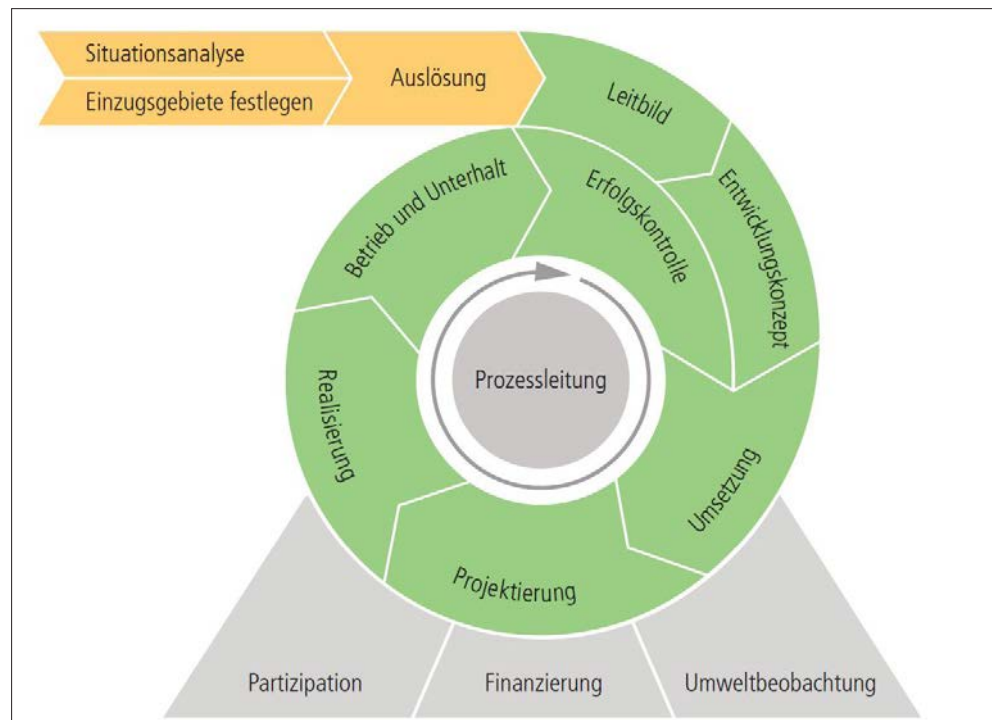 Situationsanalyse
Einzugsgebiete festlegen
Auslösung
Leitbild
Entwicklungskonzept
Erfolgskontrolle
Betrieb und Unterhalt
Prozessleitung
Realisierung
Umsetzung
Projektierung
Partizipation
Finanzierung
Umweltbeobachtung